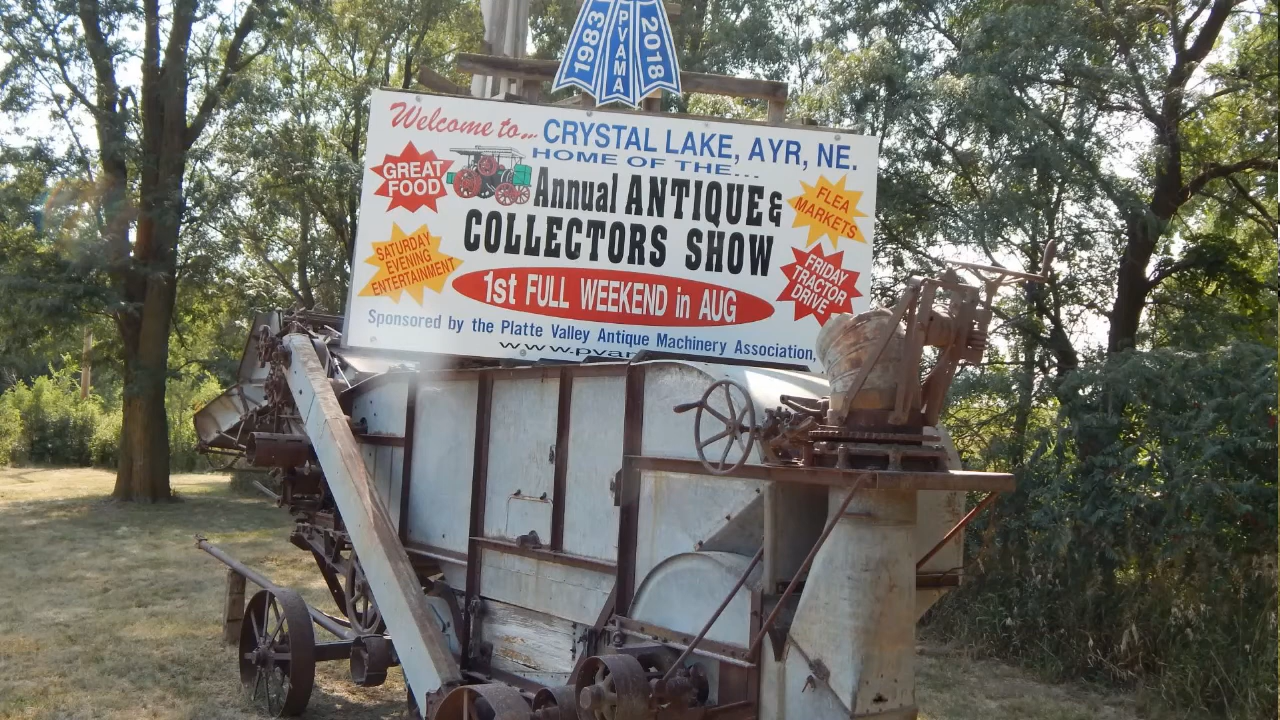 1983 PVAMA 2018
Welcome to... CRYSTAL LAKE, AYR, NE.
HOME OF THE...
GREAT
FOOD
Annual ANTIQUE &
COLLECTORS SHOW
FLEA
MARKETS
SATURDAY
EVENING
ENTERTAINMENT
1st FULL WEEKEND in AUG
FRIDAY
TRACTOR
DRIVE
Sponsored by the Platte Valley Antique Machinery Association,